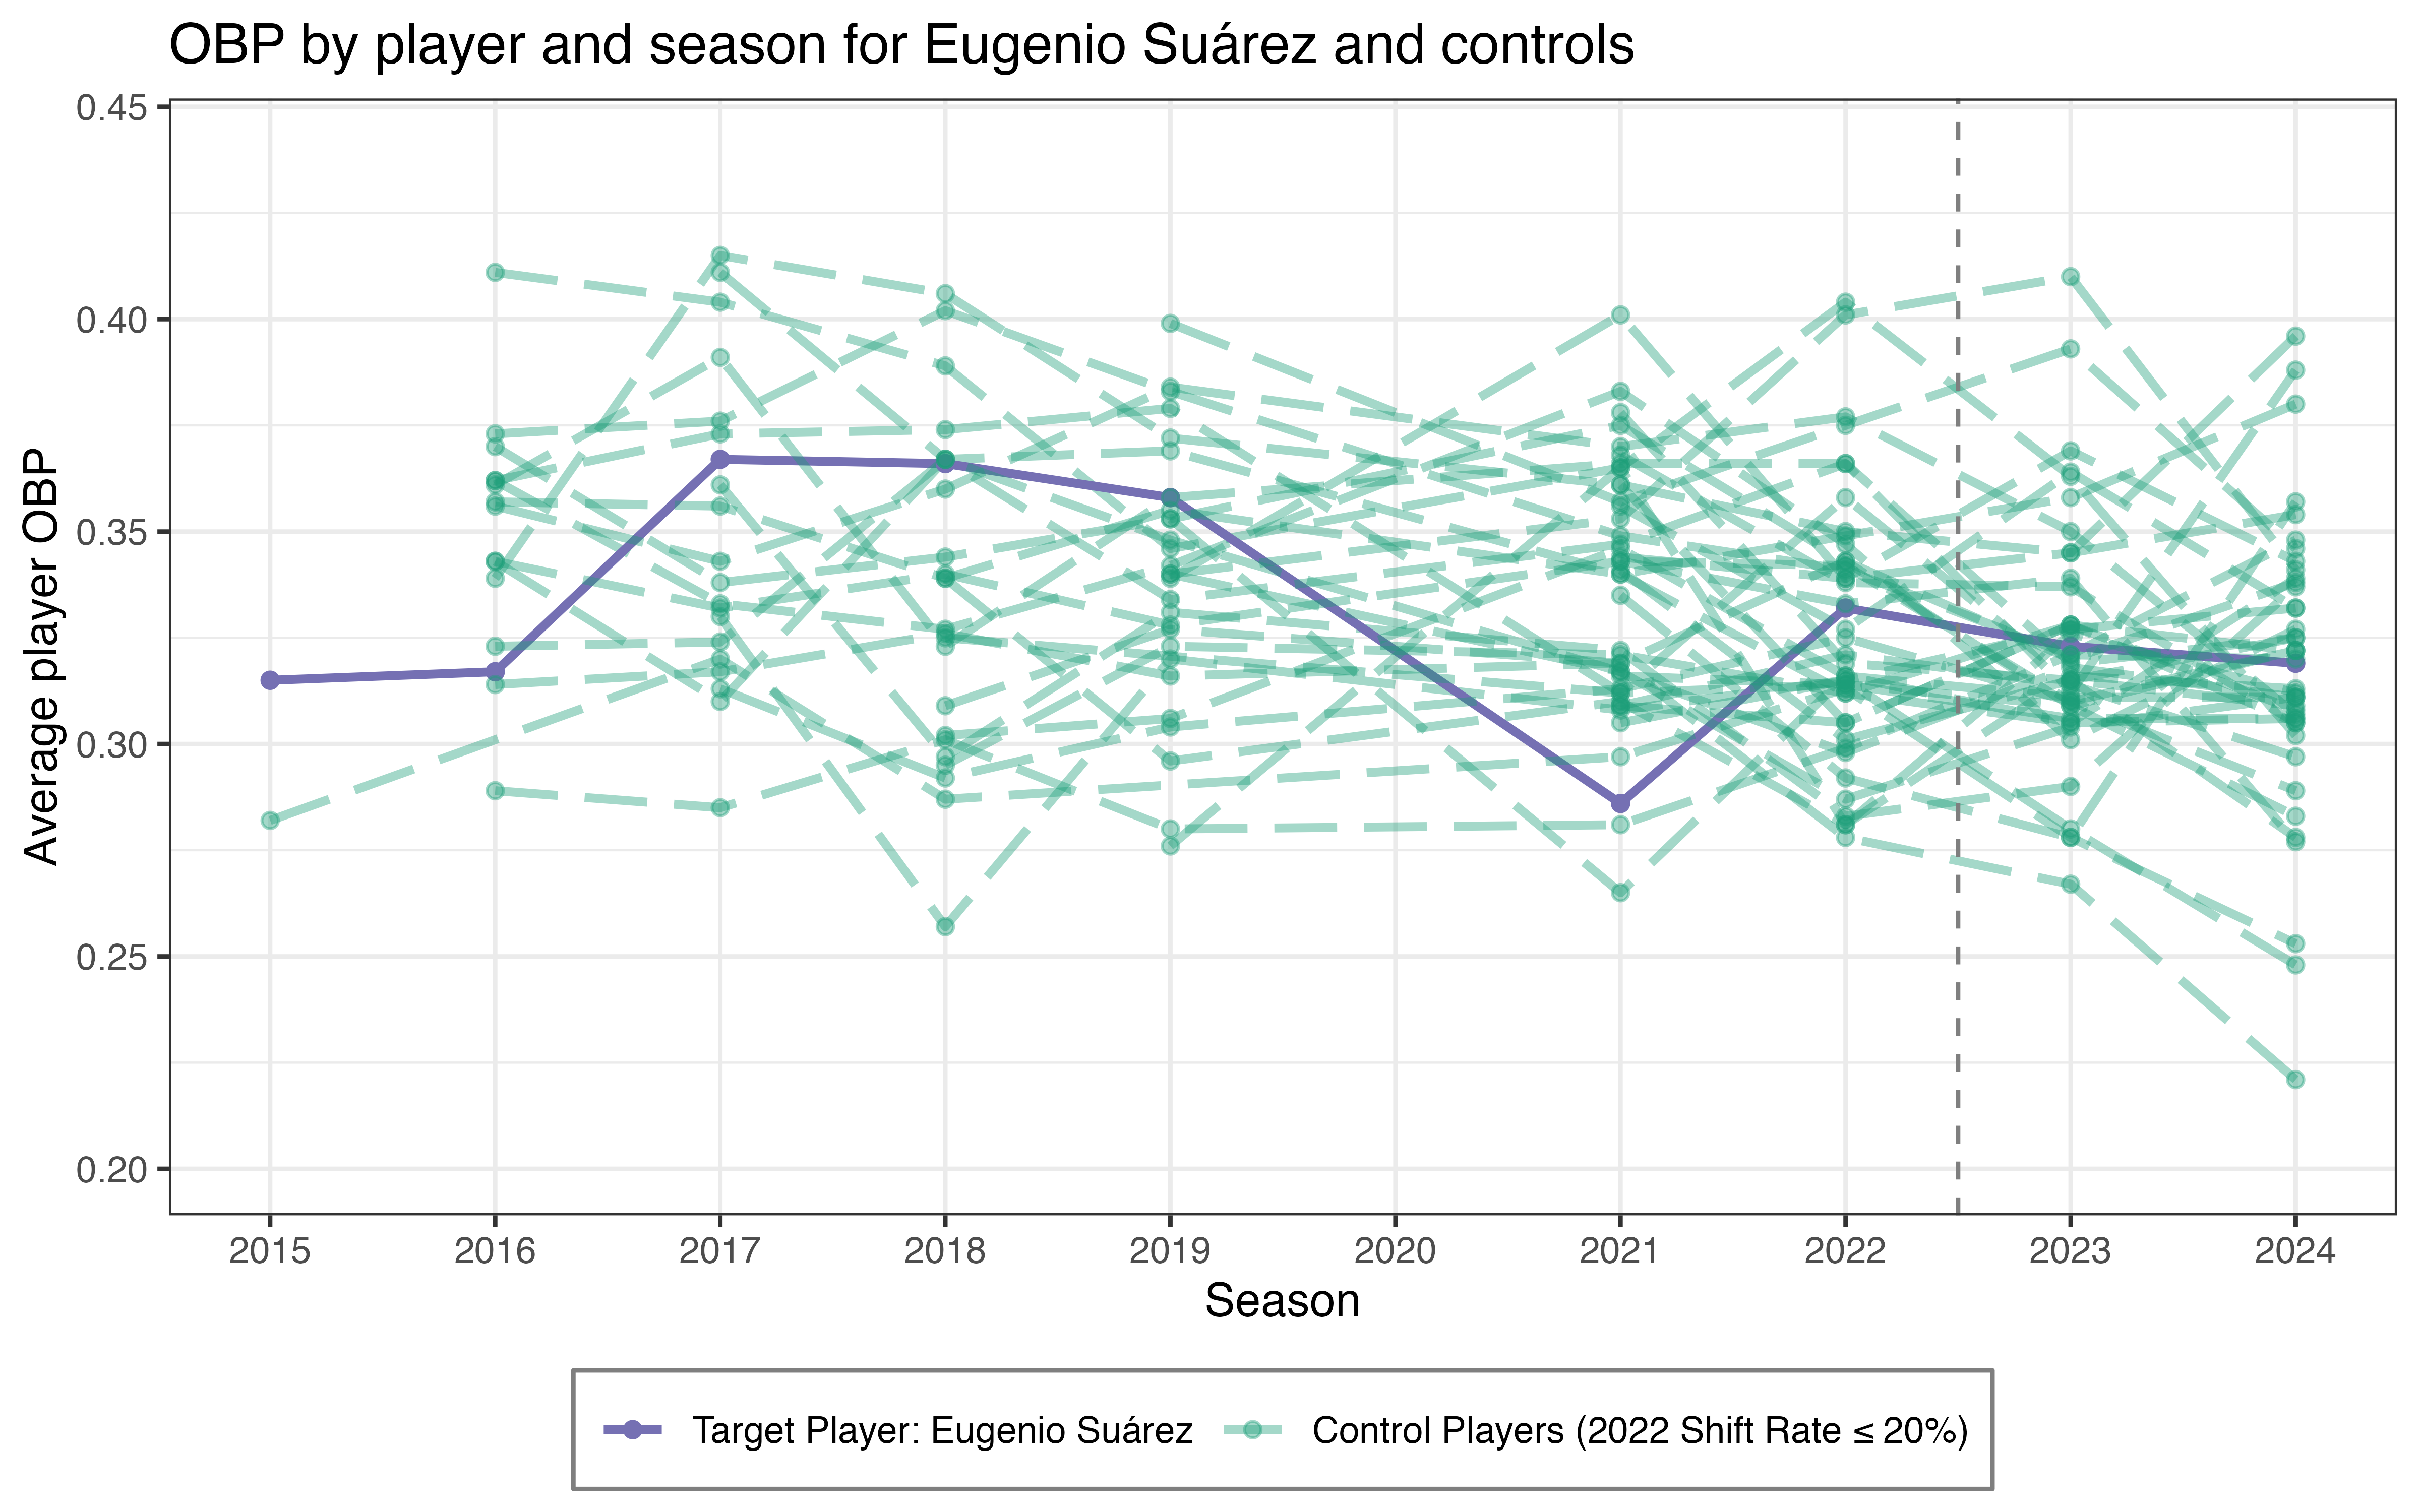 OBP by player and season for Eugenio Suárez and controls
Average player OBP
0.45
0.40
0.35
0.30
0.25
0.20
2015 2016 2017 2018 2019 2020 2021 2022 2023 2024
Season
Target Player: Eugenio Suárez Control Players (2022 Shift Rate ≤ 20%)